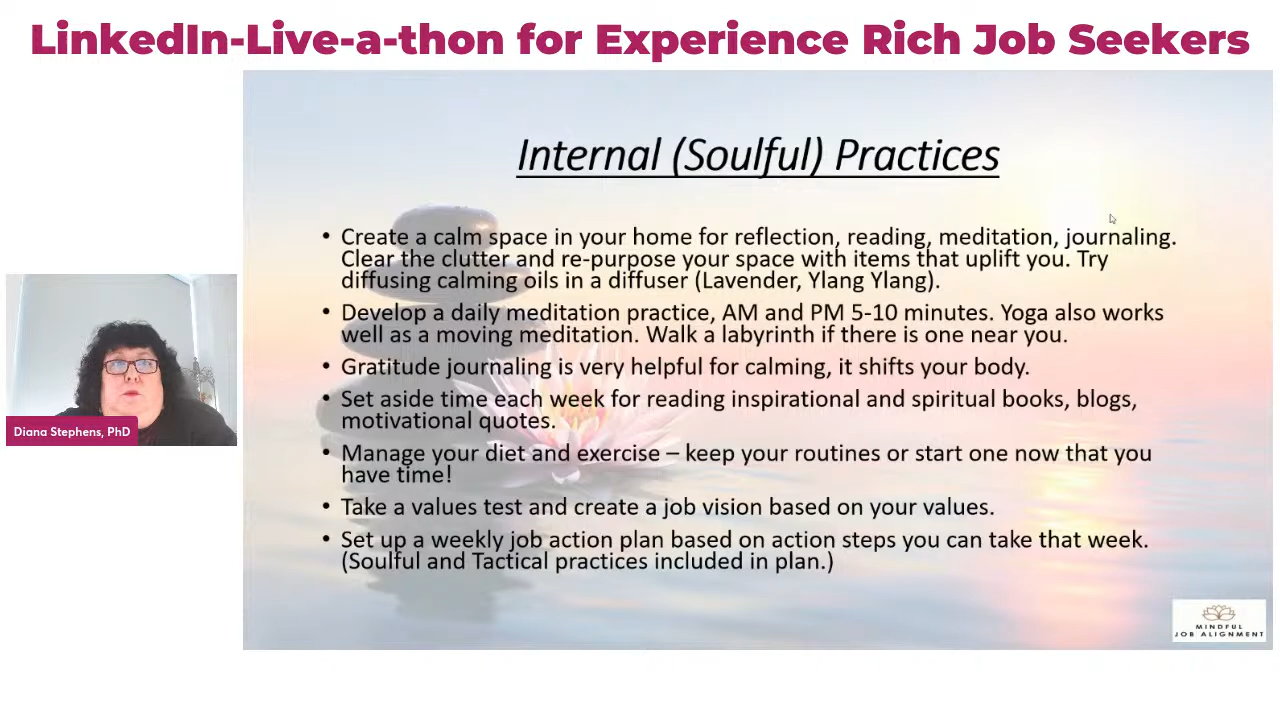 LinkedIn-Live-a-thon for Experience Rich Job Seekers
Internal (Soulful) Practices
• Create a calm space in your home for reflection, reading, meditation, journaling.
Clear the clutter and re-purpose your space with items that uplift you. Try
diffusing calming oils in a diffuser (Lavender, Ylang Ylang).
• Develop a daily meditation practice, AM and PM 5-10 minutes. Yoga also works
well as a moving meditation. Walk a labyrinth if there is one near you.
• Gratitude journaling is very helpful for calming, it shifts your body.
• Set aside time each week for reading inspirational and spiritual books, blogs,
motivational quotes.
• Manage your diet and exercise – keep your routines or start one now that you
have time!
• Take a values test and create a job vision based on your values.
• Set up a weekly job action plan based on action steps you can take that week.
(Soulful and Tactical practices included in plan.)
Diana Stephens, PhD
MINDFUL
JOB ALIGNMENT